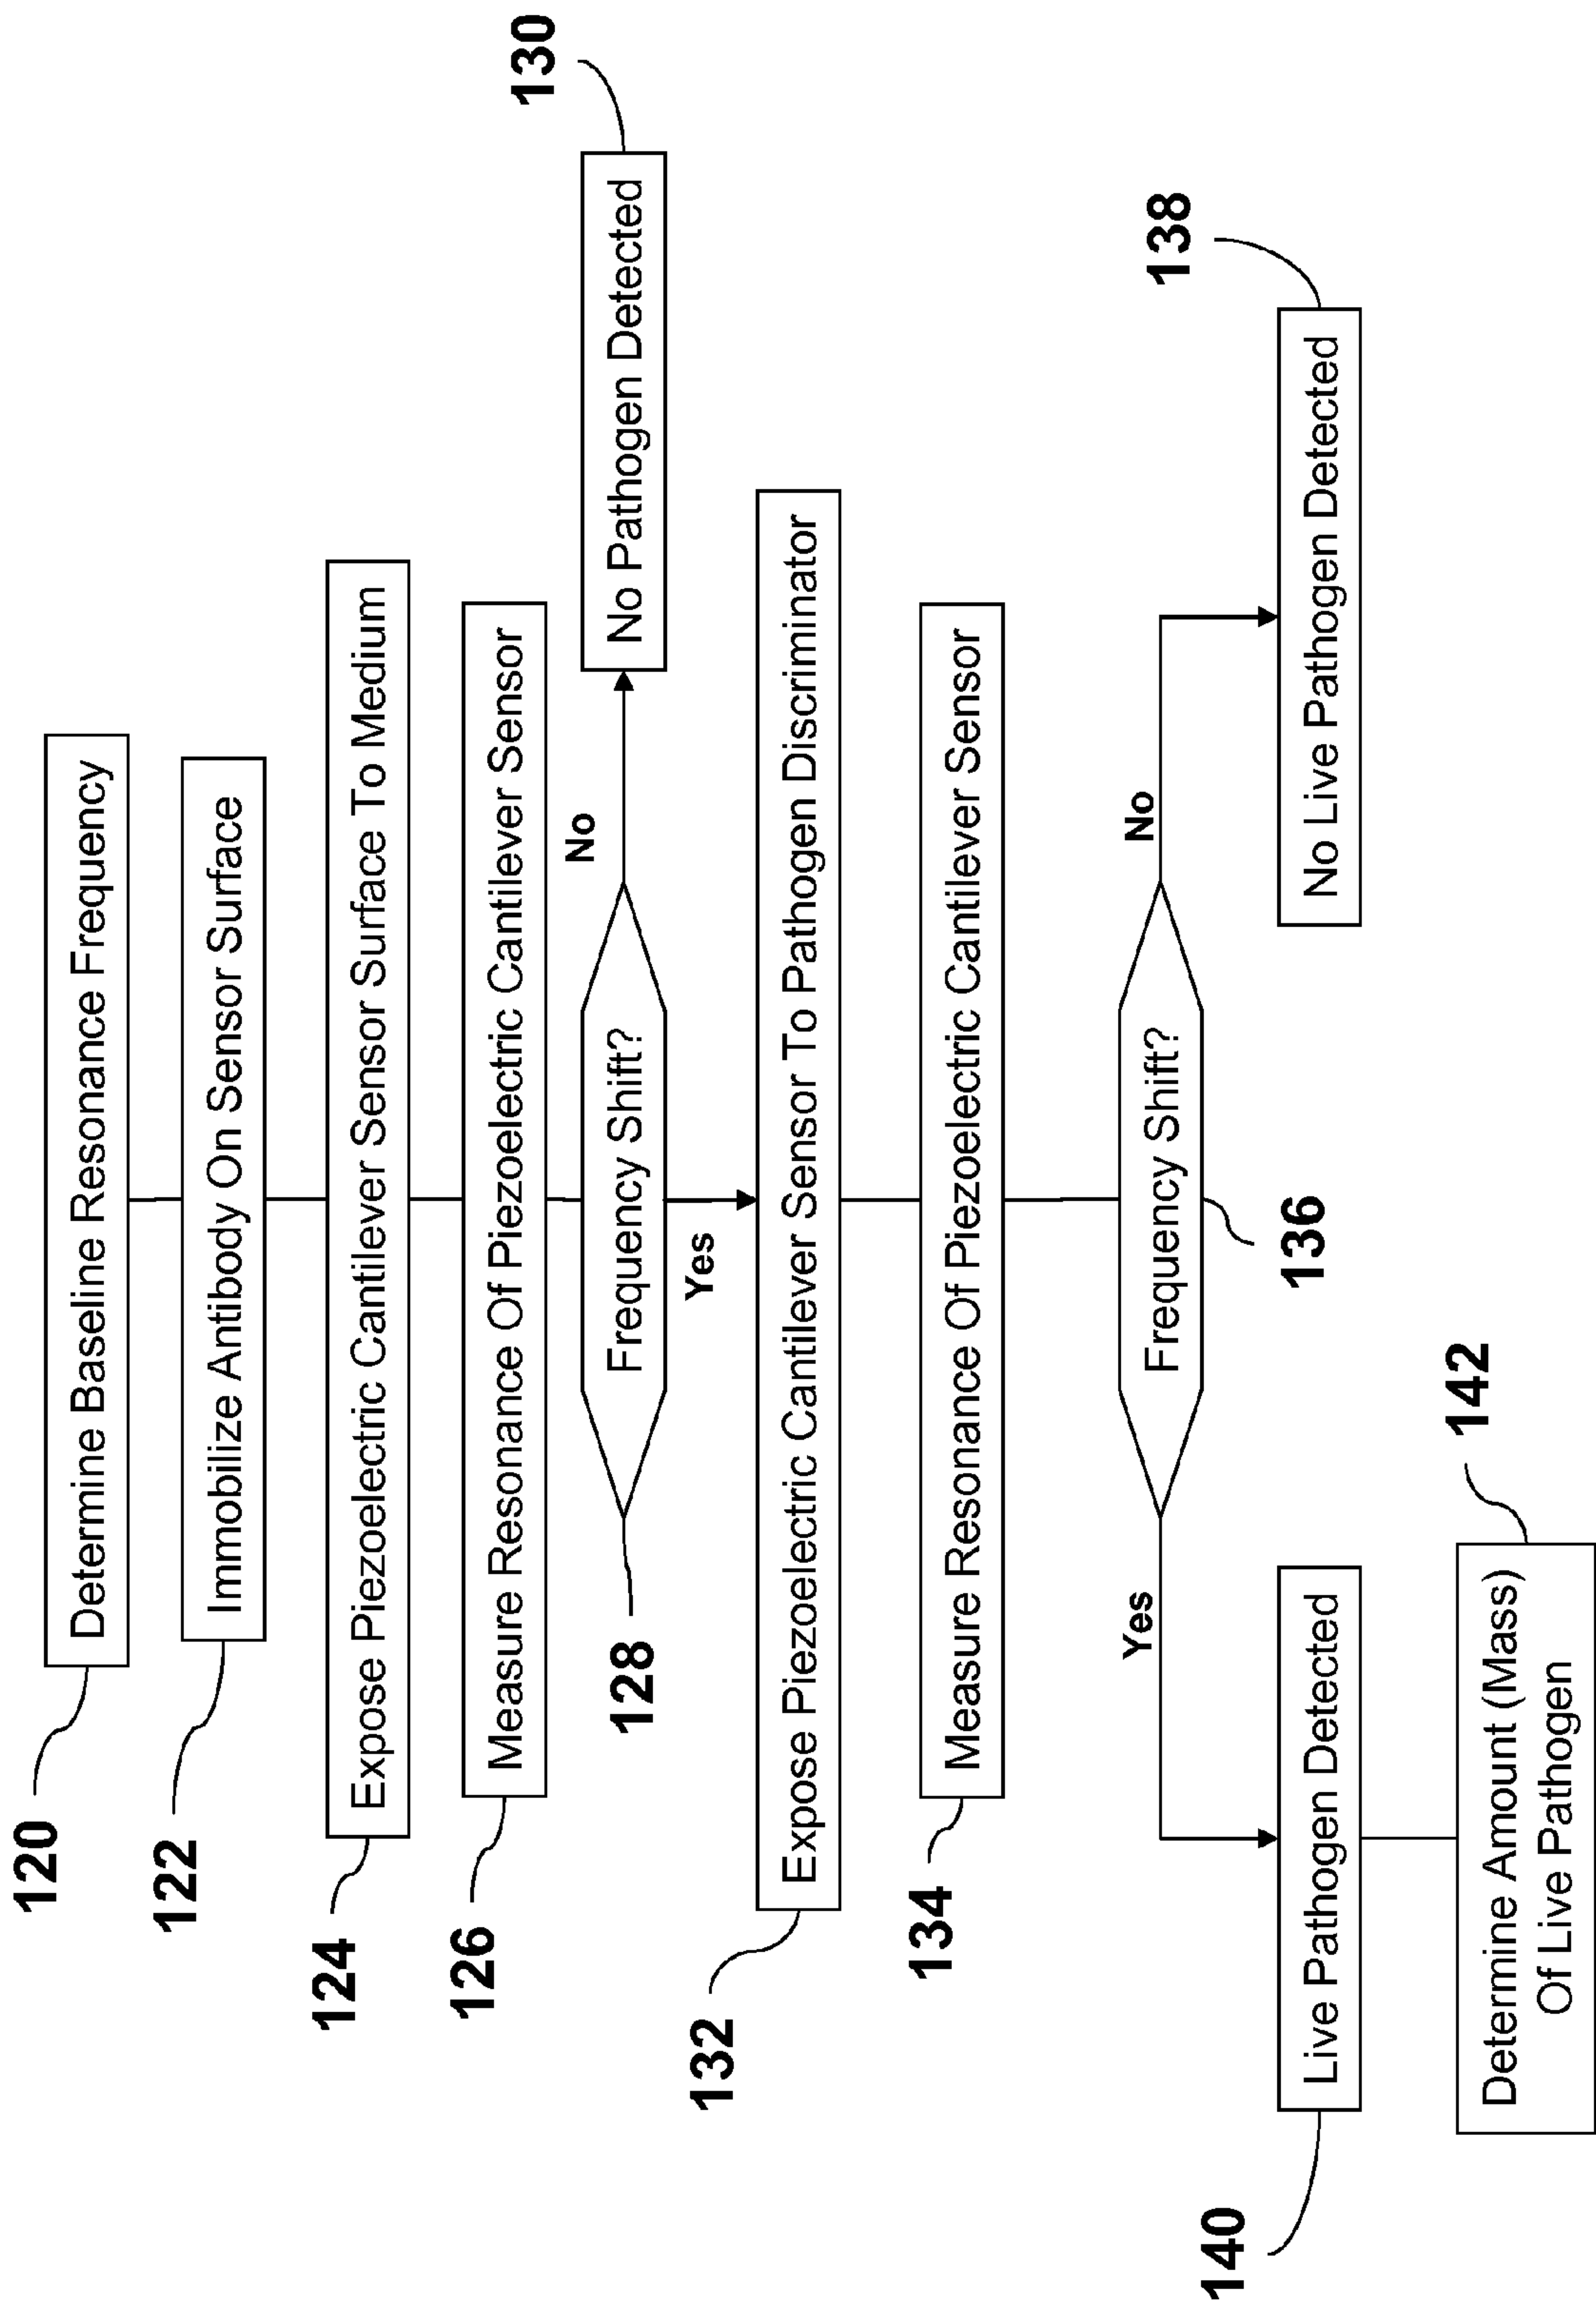 120
Determine Baseline Resonance Frequency
122
Immobilize Antibody On Sensor Surface
124
Expose Piezoelectric Cantilever Sensor Surface To Medium
126
Measure Resonance Of Piezoelectric Cantilever Sensor
128
Frequency Shift?
No
No Pathogen Detected
130
Yes
132
Expose Piezoelectric Cantilever Sensor To Pathogen Discriminator
134
Measure Resonance Of Piezoelectric Cantilever Sensor
Frequency Shift?
136
Yes
No
140
Live Pathogen Detected
No Live Pathogen Detected
138
Determine Amount (Mass)
Of Live Pathogen
142